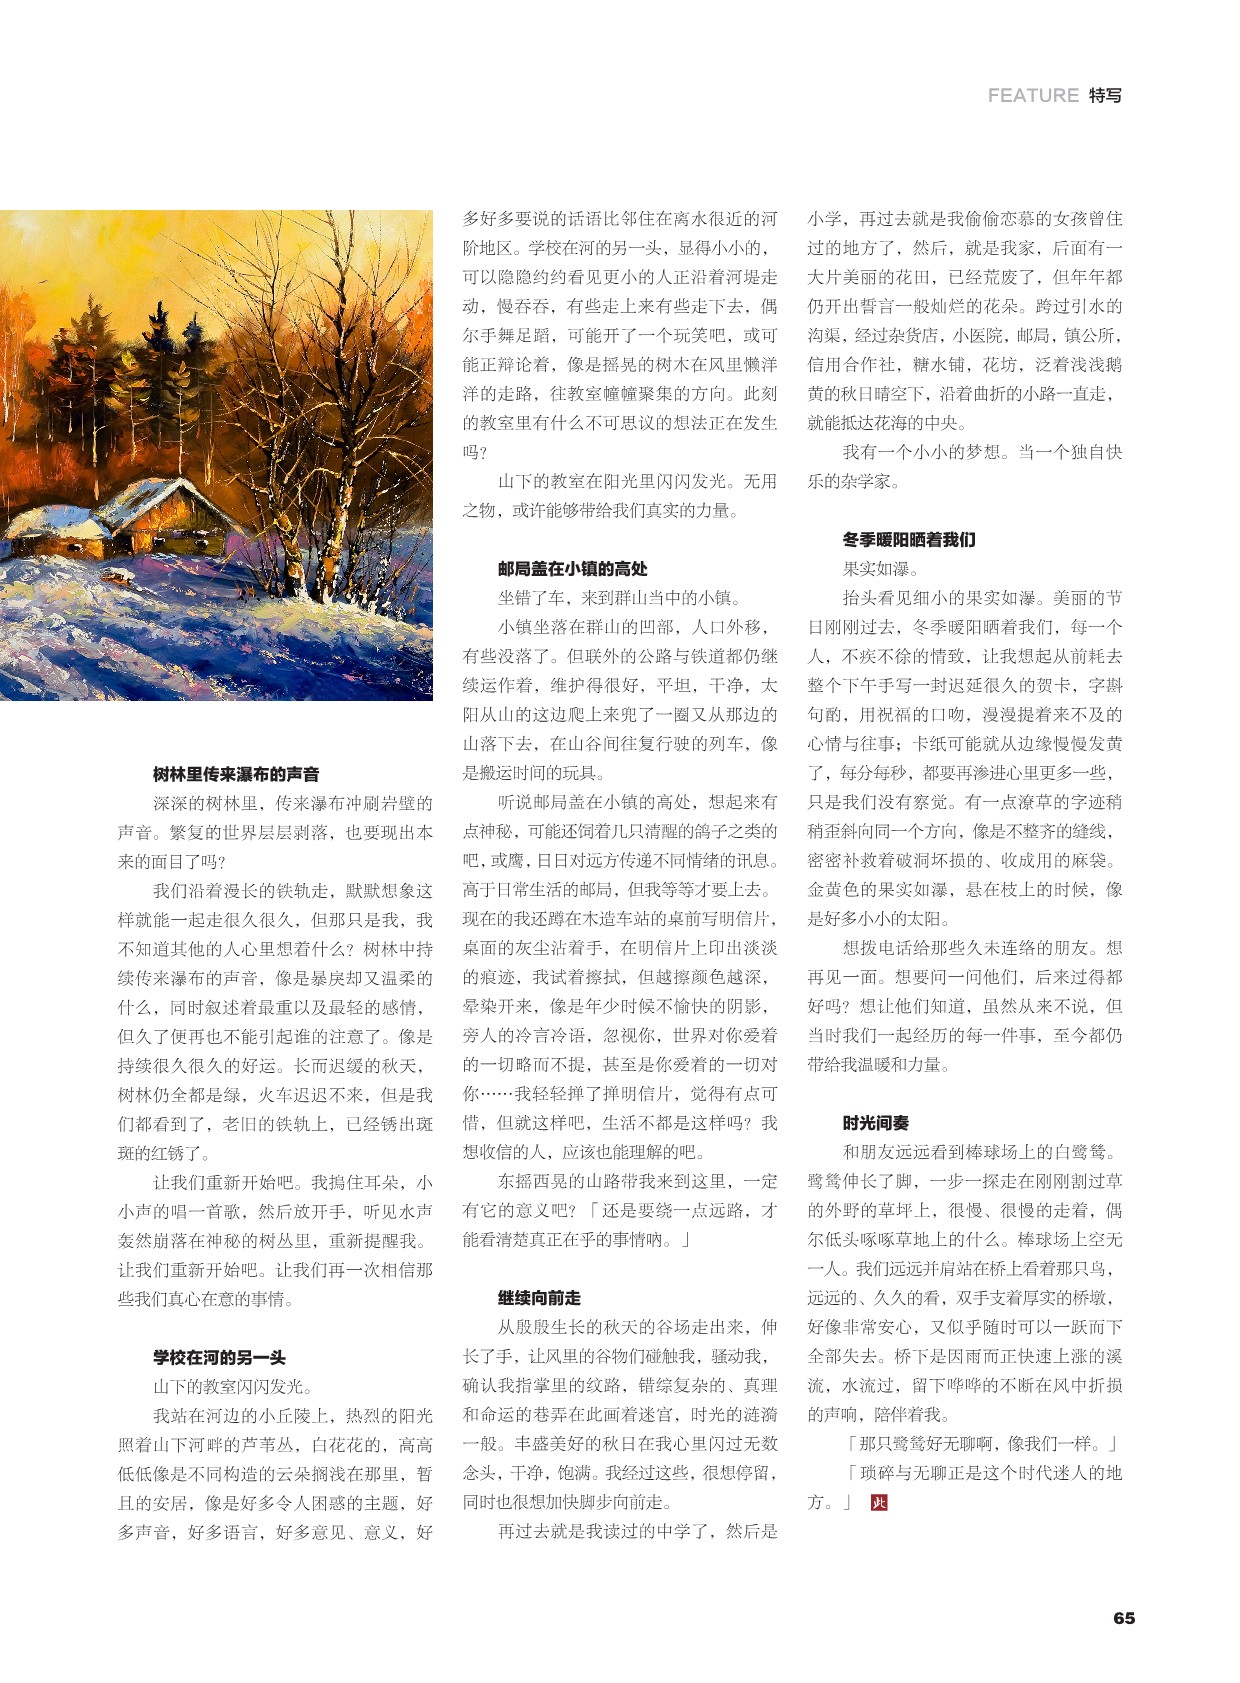 FEATURE 特写
树林里传来瀑布的声音
深深的树林里，传来瀑布冲刷岩壁的
声音。繁复的世界层层剥落，也要现出本
来的面目了吗？
我们沿着漫长的铁轨走，默默想象这
样就能一起走很久很久，但那只是我，我
不知道其他的人心里想着什么？树林中持
续传来瀑布的声音，像是暴戾却又温柔的
什么，同时叙述着最重以及最轻的感情，
但久了便再也不能引起谁的注意了。像是
持续很久很久的好运。长而迟缓的秋天，
树林仍全都是绿，火车迟迟不来，但是我
们都看到了，老旧的铁轨上，已经锈出斑
斑的红锈了。
让我们重新开始吧。我捣住耳朵，小
小声的唱一首歌，然后放开手，听见水声
轰然崩落在神秘的树丛里，重新提醒我。
让我们重新开始吧。让我们再一次相信那
些我们真心在意的事情。
学校在河的另一头
山下的教室闪闪发光。
我站在河边的小丘陵上，热烈的阳光
照着山下河畔的芦苇丛，白花花的，高高
低低像是不同构造的云朵搁浅在那里，暂
且的安居，像是好多令人困惑的主题，好
多声音，好多语言，好多意见、意义，好
多好多要说的话语比邻住在离水很近的河
阶地区。学校在河的另一头，显得小小的，
可以隐隐约约看见更小的人正沿着河堤走
动，慢吞吞，有些走上来有些走下去，偶
尔手舞足蹈，可能开了一个玩笑吧，或可
能正辩论着，像是摇晃的树木在风里懒洋
洋的走路，往教室幢幢聚集的方向。此刻
的教室里有什么不可思议的想法正在发生
吗？
山下的教室在阳光里闪闪发光。无用
之物，或许能够带给我们真实的力量。
邮局盖在小镇的高处
坐错了车，来到群山当中的小镇。
小镇坐落在群山的凹部，人口外移，
有些没落了。但联外的公路与铁道都仍继
续运作着，维护得很好，平坦，干净，太
阳从山的这边爬上来兜了一圈又从那边的
山落下去，在山谷间往复行驶的列车，像
是搬运时间的玩具。
听说邮局盖在小镇的高处，想起来有
点神秘，可能还饲着几只清醒的鸽子之类的
吧，或鹰，日日对远方传递不同情绪的讯息。
高于日常生活的邮局，但我等等才要上去。
现在的我还蹲在木造车站的桌前写明信片，
桌面的灰尘沾着手，在明信片上印出淡淡
的痕迹，我试着擦拭，但越擦颜色越深，
晕染开来，像是年少时候不愉快的阴影，
旁人的冷言冷语，忽视你，世界对你爱着
的一切略而不提，甚至是你爱着的一切对
你……我轻轻掸了掸明信片，觉得有点可
惜，但就这样吧，生活不都是这样吗？我
想收信的人，应该也能理解的吧。
东摇西晃的山路带我来到这里，一定
有它的意义吧？「还是要绕一点远路，才
能看清楚真正在乎的事情呐。」
继续向前走
从殷殷生长的秋天的谷场走出来，伸
长了手，让风里的谷物们碰触我，骚动我，
确认我指掌里的纹路，错综复杂的、真理
和命运的巷弄在此画着迷宫，时光的涟漪
一般。丰盛美好的秋日在我心里闪过无数
念头，干净，饱满。我经过这些，很想停留，
同时也很想加快脚步向前走。
再过去就是我读过的中学了，然后是
小学，再过去就是我偷偷恋慕的女孩曾住
过的地方了，然后，就是我家，后面有一
大片美丽的花田，已经荒废了，但年年都
仍开出誓言一般灿烂的花朵。跨过引水的
沟渠，经过杂货店，小医院，邮局，镇公所，
信用合作社，糖水铺，花坊，泛着浅浅鹅
黄的秋日晴空下，沿着曲折的小路一直走，
就能抵达花海的中央。
我有一个小小的梦想。当一个独自快
乐的杂学家。
冬季暖阳晒着我们
果实如瀑。
抬头看见细小的果实如瀑。美丽的节
日刚刚过去，冬季暖阳晒着我们，每一个
人，不疾不徐的情致，让我想起从前耗去
整个下午手写一封迟延很久的贺卡，字斟
句酌，用祝福的口吻，漫漫提着来不及的
心情与往事；卡纸可能就从边缘慢慢发黄
了，每分每秒，都要再渗进心里更多一些，
只是我们没有察觉。有一点潦草的字迹稍
稍歪斜向同一个方向，像是不整齐的缝线，
密密补救着破洞坏损的、收成用的麻袋。
金黄色的果实如瀑，悬在枝上的时候，像
是好多小小的太阳。
想拨电话给那些久未连络的朋友。想
再见一面。想要问一问他们，后来过得都
好吗？想让他们知道，虽然从来不说，但
当时我们一起经历的每一件事，至今都仍
带给我温暖和力量。
时光间奏
和朋友远远看到棒球场上的白鹭鸶。
鹭鸶伸长了脚，一步一探走在刚刚割过草
的外野的草坪上，很慢、很慢的走着，偶
尔低头啄啄草地上的什么。棒球场上空无
一人。我们远远并肩站在桥上看着那只鸟，
远远的、久久的看，双手支着厚实的桥墩，
好像非常安心，又似乎随时可以一跃而下
全部失去。桥下是因雨而正快速上涨的溪
流，水流过，留下哗哗的不断在风中折损
的声响，陪伴着我。
「那只鹭鸶好无聊啊，像我们一样。」
「琐碎与无聊正是这个时代迷人的地
方。」 此
65